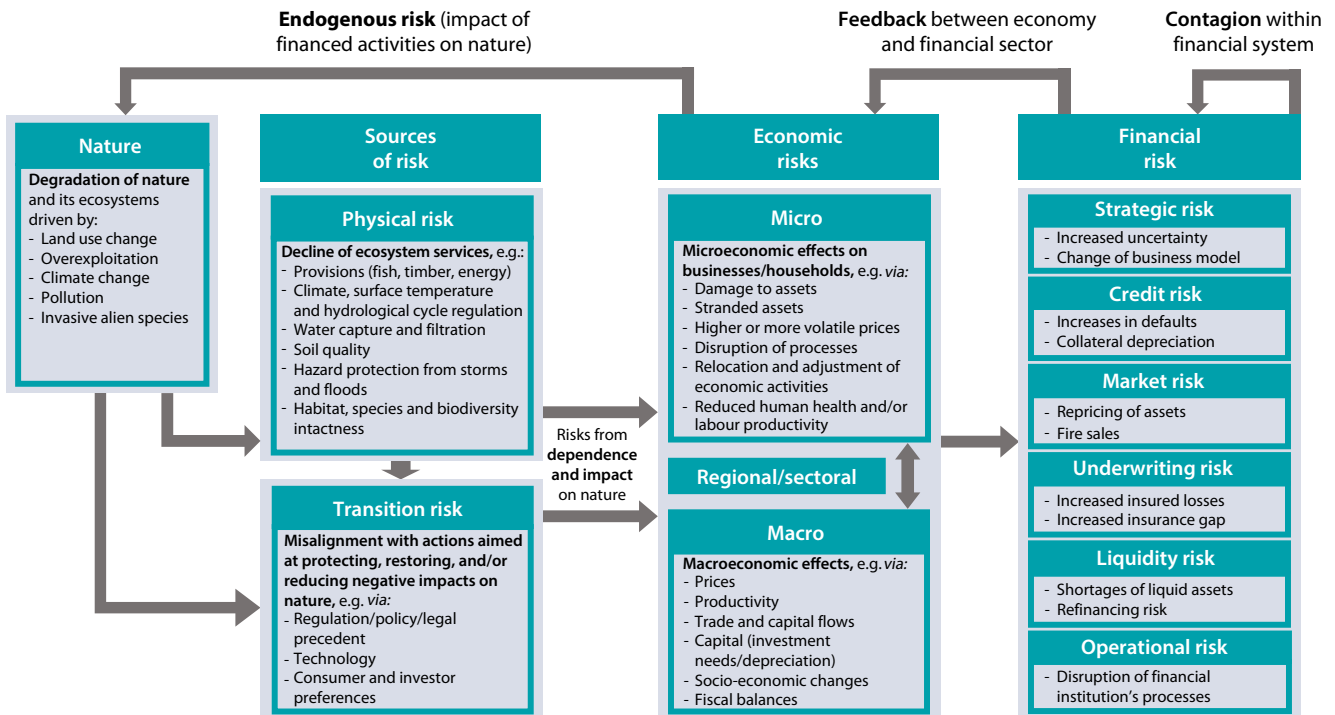 Endogenous risk (impact of
financed activities on nature)
Feedback between economy
and financial sector
Contagion within
financial system
Nature
Degradation of nature
and its ecosystems
driven by:
- Land use change
- Overexploitation
- Climate change
- Pollution
- Invasive alien species
Sources
of risk
Physical risk
Decline of ecosystem services, e.g.:
- Provisions (fish, timber, energy)
- Climate, surface temperature
and hydrological cycle regulation
- Water capture and filtration
- Soil quality
- Hazard protection from storms
and floods
- Habitat, species and biodiversity
intactness
Transition risk
Misalignment with actions aimed
at protecting, restoring, and/or
reducing negative impacts on
nature, e.g. via:
- Regulation/policy/legal
precedent
- Technology
- Consumer and investor
preferences
Risks from
dependence
and impact
on nature
Economic
risks
Micro
Microeconomic effects on
businesses/households, e.g. via:
- Damage to assets
- Stranded assets
- Higher or more volatile prices
- Disruption of processes
- Relocation and adjustment of
economic activities
- Reduced human health and/or
labour productivity
Regional/sectoral
Macro
Macroeconomic effects, e.g. via:
- Prices
- Productivity
- Trade and capital flows
- Capital (investment
needs/depreciation)
- Socio-economic changes
- Fiscal balances
Financial
risk
Strategic risk
- Increased uncertainty
- Change of business model
Credit risk
- Increases in defaults
- Collateral depreciation
Market risk
- Repricing of assets
- Fire sales
Underwriting risk
- Increased insured losses
- Increased insurance gap
Liquidity risk
- Shortages of liquid assets
- Refinancing risk
Operational risk
- Disruption of financial
institution's processes